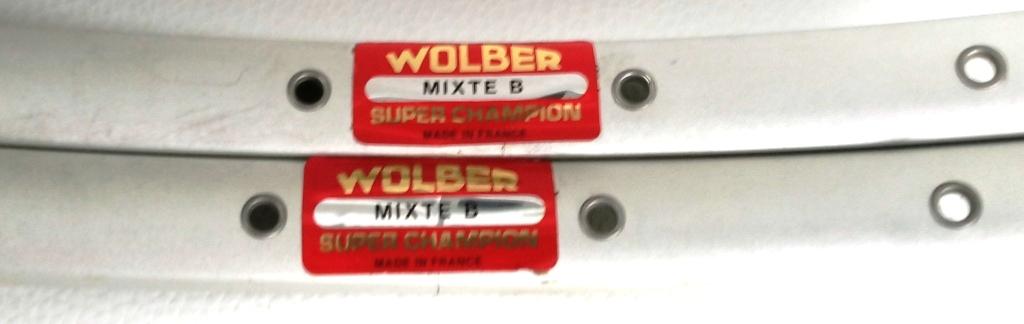 WOLBER
MIXTE B
SUPER CHAMPION
MADE IN FRANCE
WOLBER
MIXTE B
SUPER CHAMPION
MADE IN FRANCE